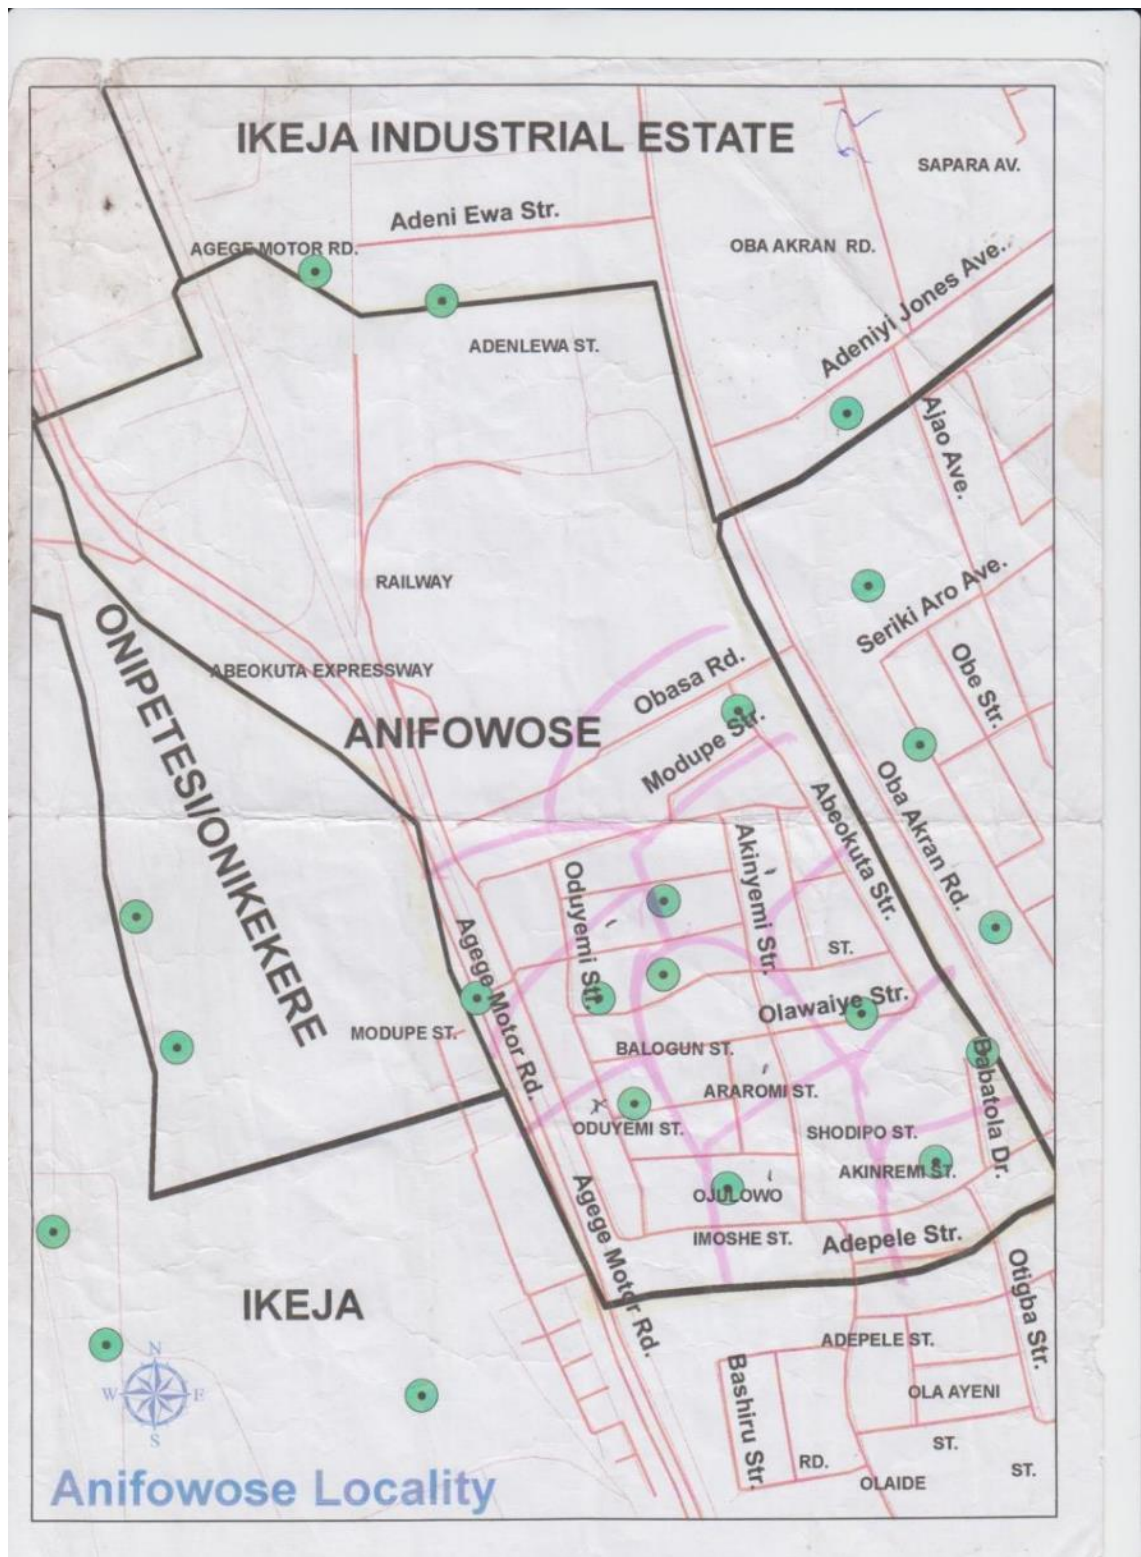 IKEJA INDUSTRIAL ESTATE
SAPARA AV.
Adeni Ewa Str.
AGEGE MOTOR RD.
OBA AKRAN RD.
Adeniyi Jones Ave..
ADENLEWA ST.
Ajao Ave.
RAILWAY
Seriki Aro Ave.
ONIPETESI/ONIKEKERE
Obe Str.
ABEOKUTA EXPRESSWAY
Obasa Rd.
ANIFOWOSE
Modupe Str.
Abeokuta Str.
Oba Akran Rd.
Akinyemi Str.
Oduyemi Str.
Agege Motor Rd.
ST.
Olawaiye Str.
MODUPE ST.
BALOGUN ST.
Babatola Dr.
ARAROMI ST.
ODUYEMI ST.
SHODIPO ST.
AKINREMI ST.
OJULOWO
Agege Motor Rd.
IMOSHE ST.
Adepele Str.
Otigba Str.
IKEJA
ADEPELE ST.
N
W E
S
Bashiru Str.
OLA AYENI
ST.
RD.
ST.
OLAIDE
Anifowose Locality